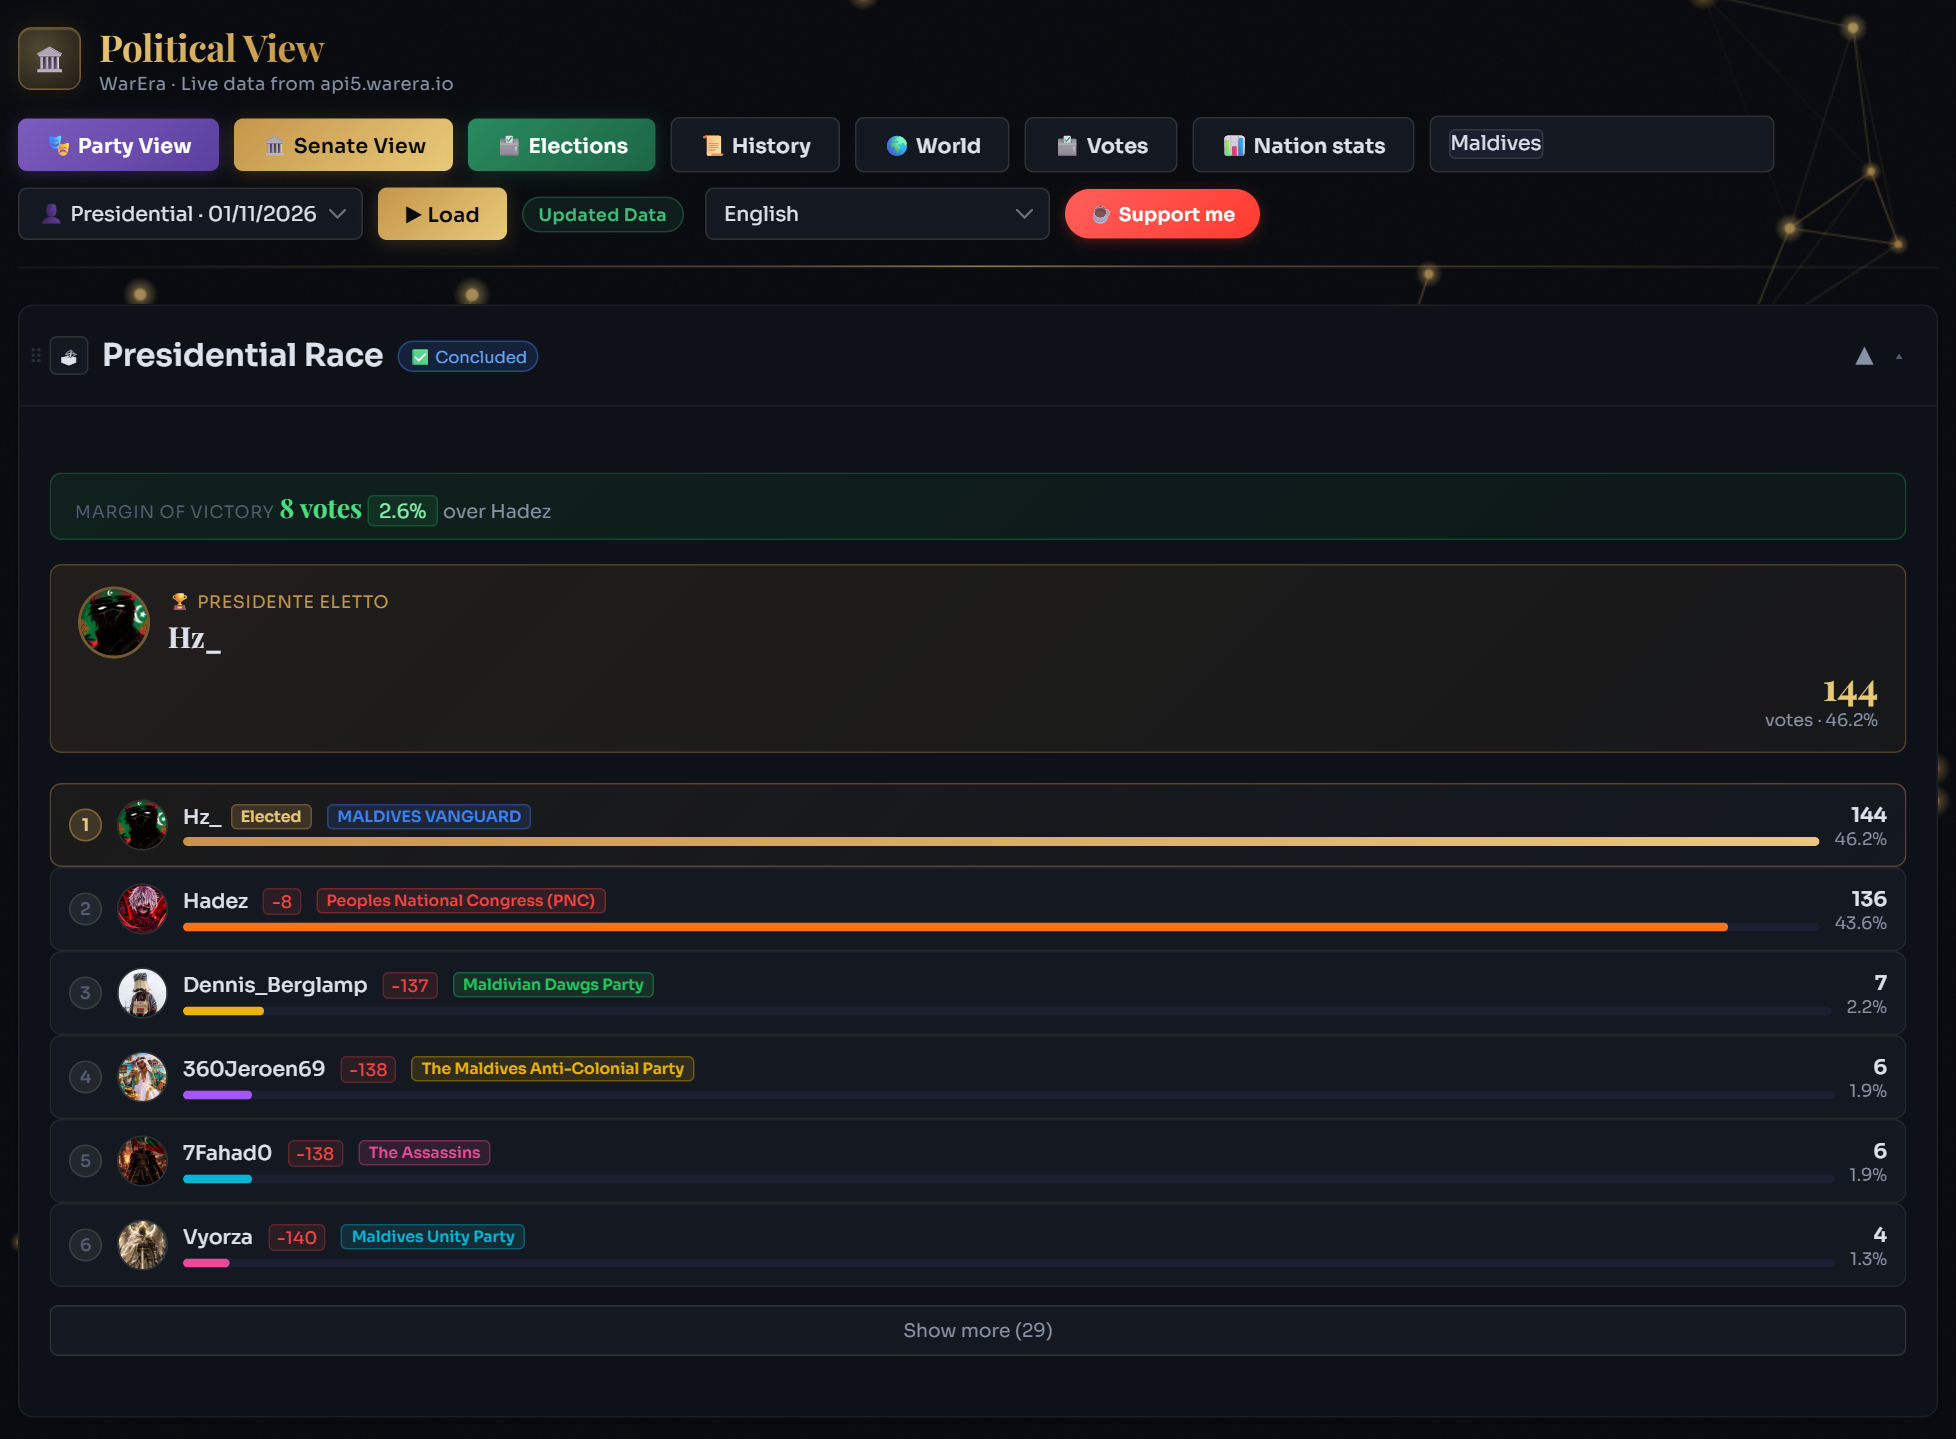 Political View
WarEra · Live data from api5.warera.io
Party View
Senate View
Elections
History
World
Votes
Nation stats
Maldives
Presidential · 01/11/2026
Load
Updated Data
English
Support me
Presidential Race
Concluded
MARGIN OF VICTORY 8 votes 2.6% over Hadez
PRESIDENTE ELETTO
Hz_
144
votes · 46.2%
1 Hz_ Elected MALDIVES VANGUARD 144
46.2%
2 Hadez -8 Peoples National Congress (PNC) 136
43.6%
3 Dennis_Berglamp -137 Maldivian Dawgs Party 7
2.2%
4 360Jeroen69 -138 The Maldives Anti-Colonial Party 6
1.9%
5 7Fahad0 -138 The Assassins 6
1.9%
6 Vyorza -140 Maldives Unity Party 4
1.3%
Show more (29)